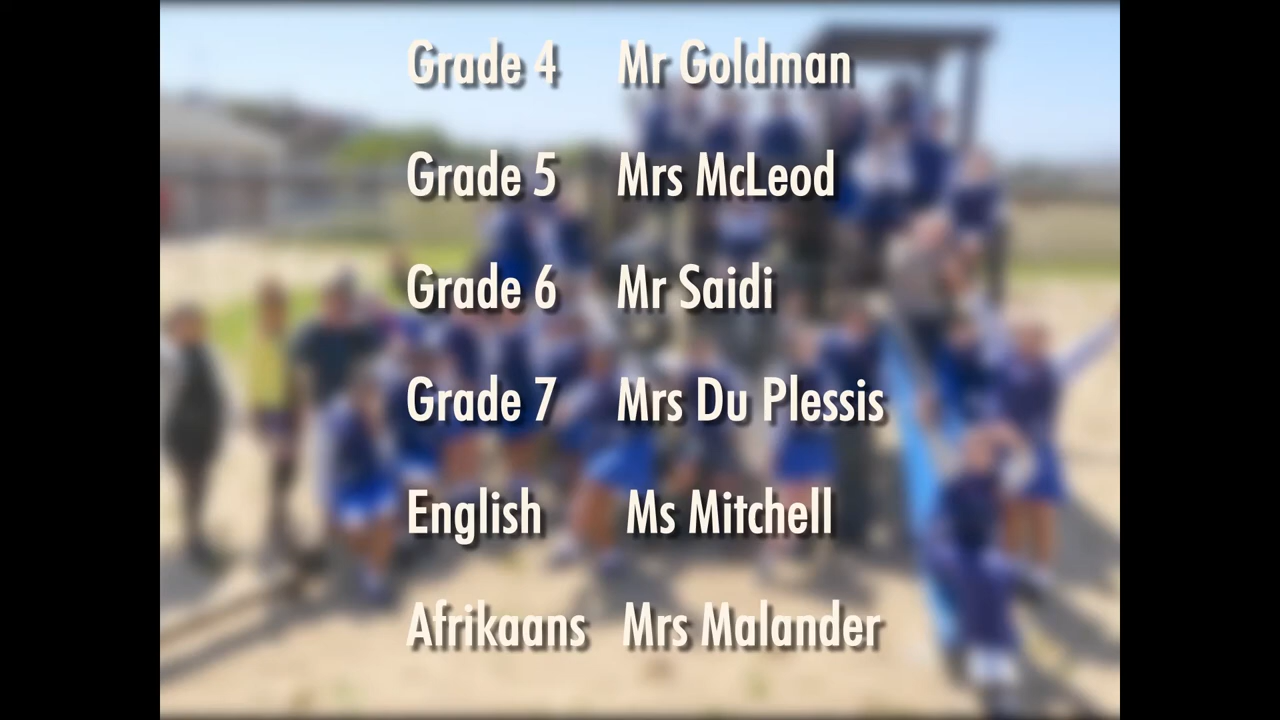 Grade 4 Mr Goldman
Grade 5 Mrs McLeod
Grade 6 Mr Saidi
Grade 7 Mrs Du Plessis
English Ms Mitchell
Afrikaans Mrs Malander